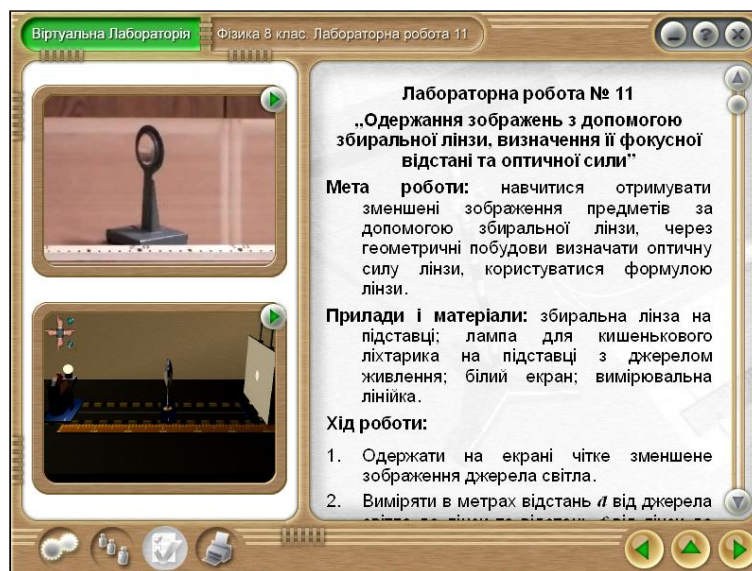 Віртуальна Лабораторія
Фізика 8 клас Лабораторна робота 11
Лабораторна робота № 11
„Одержання зображень з допомогою
збиральної лінзи, визначення її фокусної
відстані та оптичної сили”
Мета роботи: навчитися отримувати
зменшені зображення предметів за
допомогою збиральної лінзи, через
геометричні побудови визначати оптичну
силу лінзи, користуватися формулою
лінзи.
Прилади і матеріали: збиральна лінза на
підставці; лампа для кишенькового
ліхтарика на підставці з джерелом
живлення; білий екран; вимірювальна
лінійка.
Хід роботи:
1. Одержати на екрані чітке зменшене
зображення джерела світла.
2. Виміряти в метрах відстань d від джерела